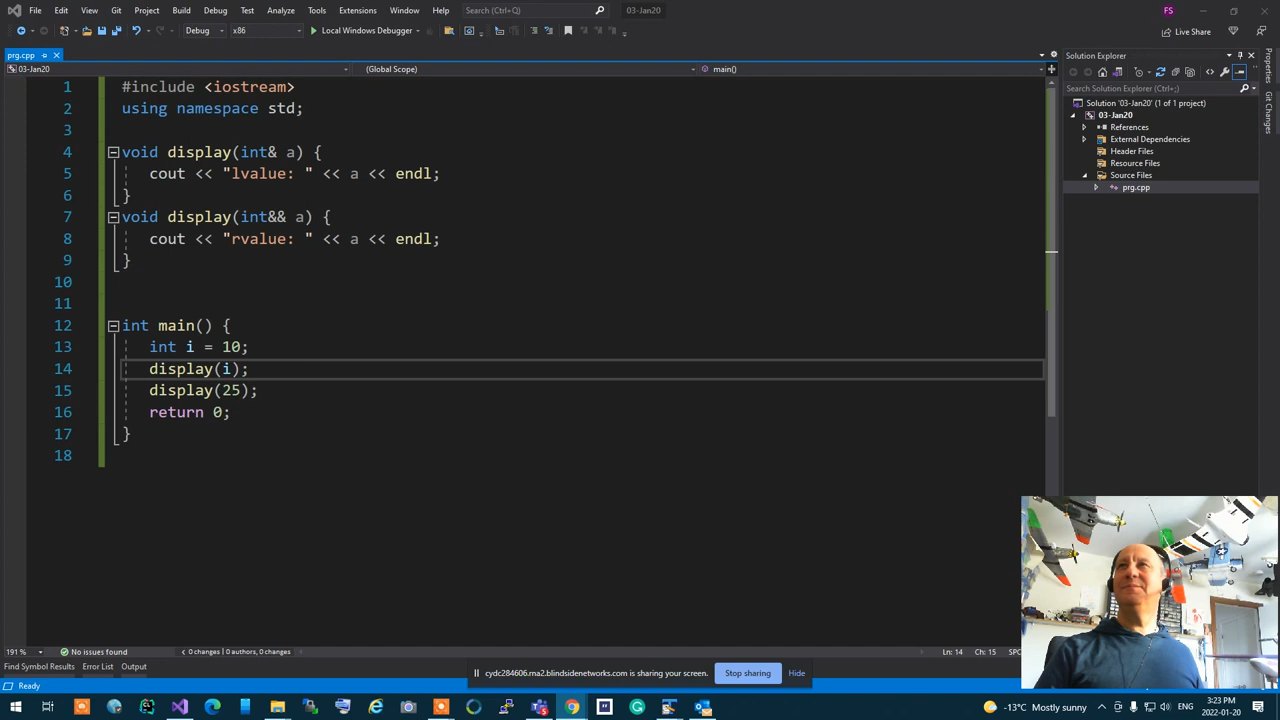 File Edit View Git Project Build Debug Test Analyze Tools Extensions Window Help Search (Ctrl+Q) 03-Jan20 FS
Debug x86 Local Windows Debugger Live Share
prg.cpp
03-Jan20 (Global Scope) main()
1 #include <iostream>
2 using namespace std;
3
4 void display(int& a) {
5 cout << "lvalue: " << a << endl;
6 }
7 void display(int&& a) {
8 cout << "rvalue: " << a << endl;
9 }
10
11
12 int main() {
13 int i = 10;
14 display(i);
15 display(25);
16 return 0;
17 }
18
Solution Explorer
Search Solution Explorer (Ctrl+;)
Solution '03-Jan20' (1 of 1 project)
03-Jan20
References
External Dependencies
Header Files
Resource Files
Source Files
prg.cpp
Properties
Git Changes
191 % No issues found 0 changes | 0 authors, 0 changes Ln: 14 Ch: 15 SPC
Find Symbol Results Error List Output
cydc284606.rna2.blindsidenetworks.com is sharing your screen. Stop sharing Hide
Ready
-13°C Mostly sunny ENG 3:23 PM
2022-01-20